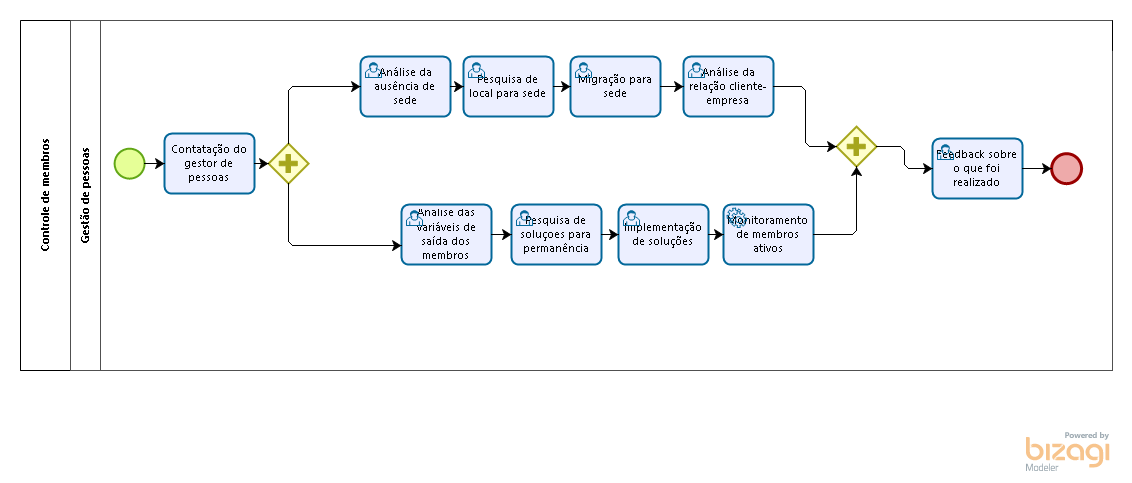 Controle de membros
Gestão de pessoas
Contatação do
gestor de
pessoas
Análise da
ausência de
sede
Pesquisa de
local para sede
Migração para
sede
Análise da
relação cliente-
empresa
Analise das
variáveis de
saída dos
membros
Pesquisa de
soluçoes para
permanência
Implementação
de soluções
Monitoramento
de membros
ativos
Feedback sobre
o que foi
realizado
Powered by
bizagi
Modeler